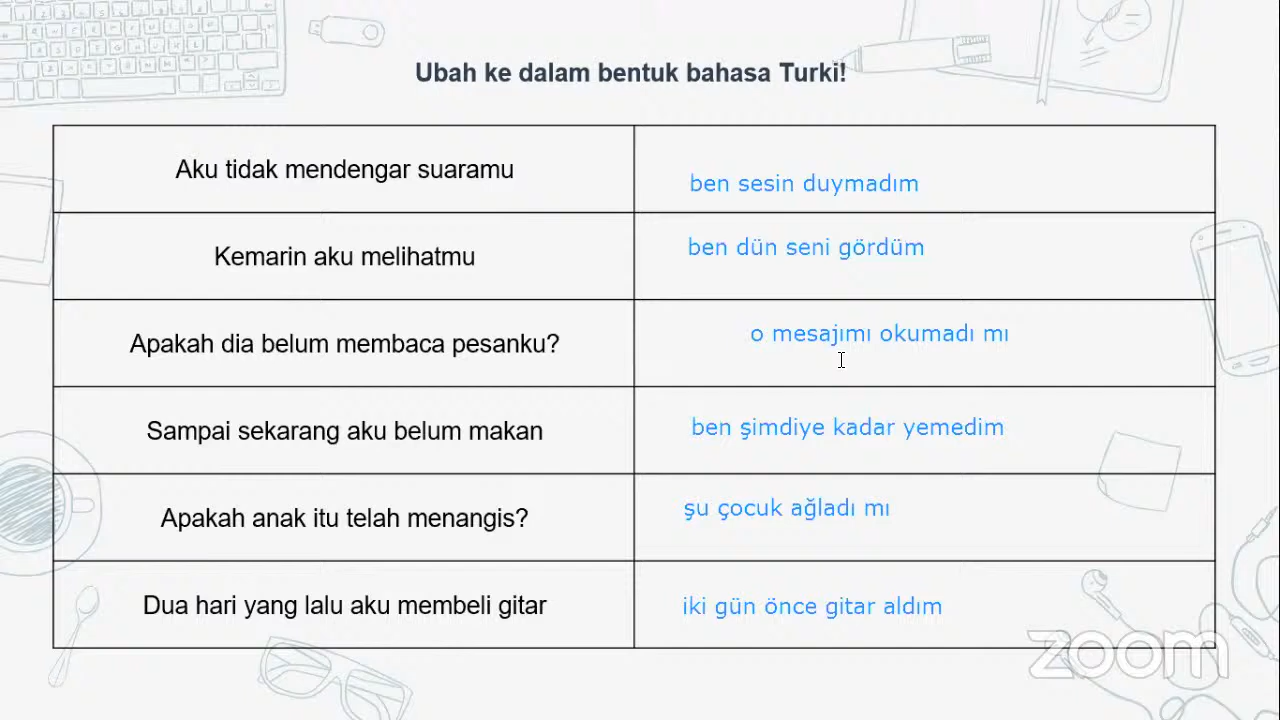 Ubah ke dalam bentuk bahasa Turki!
Aku tidak mendengar suaramu
ben sesin duymadım
Kemarin aku melihatmu
ben dün seni gördüm
Apakah dia belum membaca pesanku?
o mesajımı okumadı mı
Sampai sekarang aku belum makan
ben şimdiye kadar yemedim
Apakah anak itu telah menangis?
şu çocuk ağladı mı
Dua hari yang lalu aku membeli gitar
iki gün önce gitar aldım
zoom